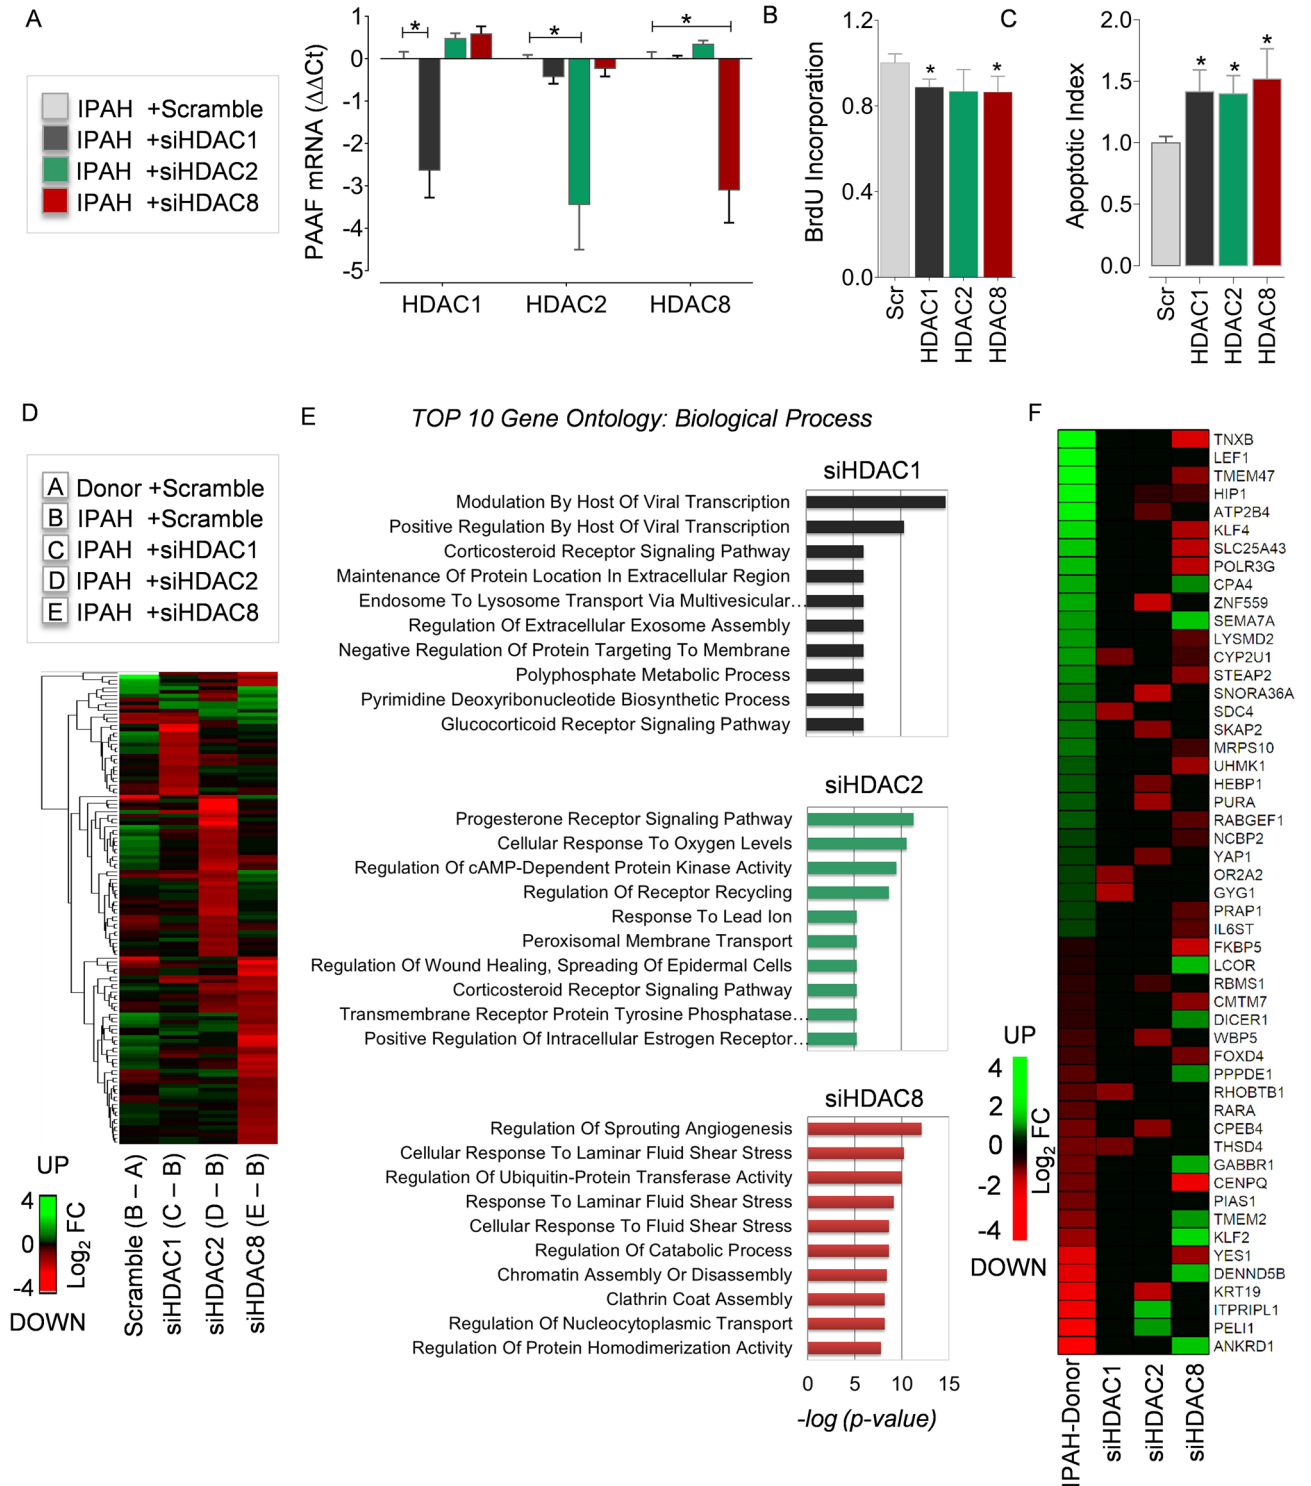 A
IPAH +Scramble
IPAH +siHDAC1
IPAH +siHDAC2
IPAH +siHDAC8
PAAF mRNA (ΔΔCt)
1
0
-1
-2
-3
-4
-5
*
*
*
HDAC1
HDAC2
HDAC8
B
BrdU Incorporation
1.2
0.8
0.4
0.0
*
*
Scr
HDAC1
HDAC2
HDAC8
C
Apoptotic Index
2.0
1.5
1.0
0.5
0.0
*
*
*
Scr
HDAC1
HDAC2
HDAC8
D
A Donor +Scramble
B IPAH +Scramble
C IPAH +siHDAC1
D IPAH +siHDAC2
E IPAH +siHDAC8
UP
4
0
-4
Log2 FC
DOWN
Scramble (B – A)
siHDAC1 (C – B)
siHDAC2 (D – B)
siHDAC8 (E – B)
E
TOP 10 Gene Ontology: Biological Process
siHDAC1
Modulation By Host Of Viral Transcription
Positive Regulation By Host Of Viral Transcription
Corticosteroid Receptor Signaling Pathway
Maintenance Of Protein Location In Extracellular Region
Endosome To Lysosome Transport Via Multivesicular…
Regulation Of Extracellular Exosome Assembly
Negative Regulation Of Protein Targeting To Membrane
Polyphosphate Metabolic Process
Pyrimidine Deoxyribonucleotide Biosynthetic Process
Glucocorticoid Receptor Signaling Pathway
siHDAC2
Progesterone Receptor Signaling Pathway
Cellular Response To Oxygen Levels
Regulation Of cAMP-Dependent Protein Kinase Activity
Regulation Of Receptor Recycling
Response To Lead Ion
Peroxisomal Membrane Transport
Regulation Of Wound Healing, Spreading Of Epidermal Cells
Corticosteroid Receptor Signaling Pathway
Transmembrane Receptor Protein Tyrosine Phosphatase…
Positive Regulation Of Intracellular Estrogen Receptor…
siHDAC8
Regulation Of Sprouting Angiogenesis
Cellular Response To Laminar Fluid Shear Stress
Regulation Of Ubiquitin-Protein Transferase Activity
Response To Laminar Fluid Shear Stress
Cellular Response To Fluid Shear Stress
Regulation Of Catabolic Process
Chromatin Assembly Or Disassembly
Clathrin Coat Assembly
Regulation Of Nucleocytoplasmic Transport
Regulation Of Protein Homodimerization Activity
0 5 10 15
-log (p-value)
F
TNXB
LEF1
TMEM47
HIP1
ATP2B4
KLF4
SLC25A43
POLR3G
CPA4
ZNF559
SEMA7A
LYSMD2
CYP2U1
STEAP2
SNORA36A
SDC4
SKAP2
MRPS10
UHMK1
HEBP1
PURA
RABGEF1
NCBP2
YAP1
OR2A2
GYG1
PRAP1
IL6ST
FKBP5
LCOR
RBMS1
CMTM7
DICER1
WBP5
FOXD4
PPPDE1
RHOBTB1
RARA
CPEB4
THSD4
GABBR1
CENPQ
PIAS1
TMEM2
KLF2
YES1
DENND5B
KRT19
ITPRIPL1
PELI1
ANKRD1
UP
4
2
0
-2
-4
Log2 FC
DOWN
IPAH-Donor
siHDAC1
siHDAC2
siHDAC8